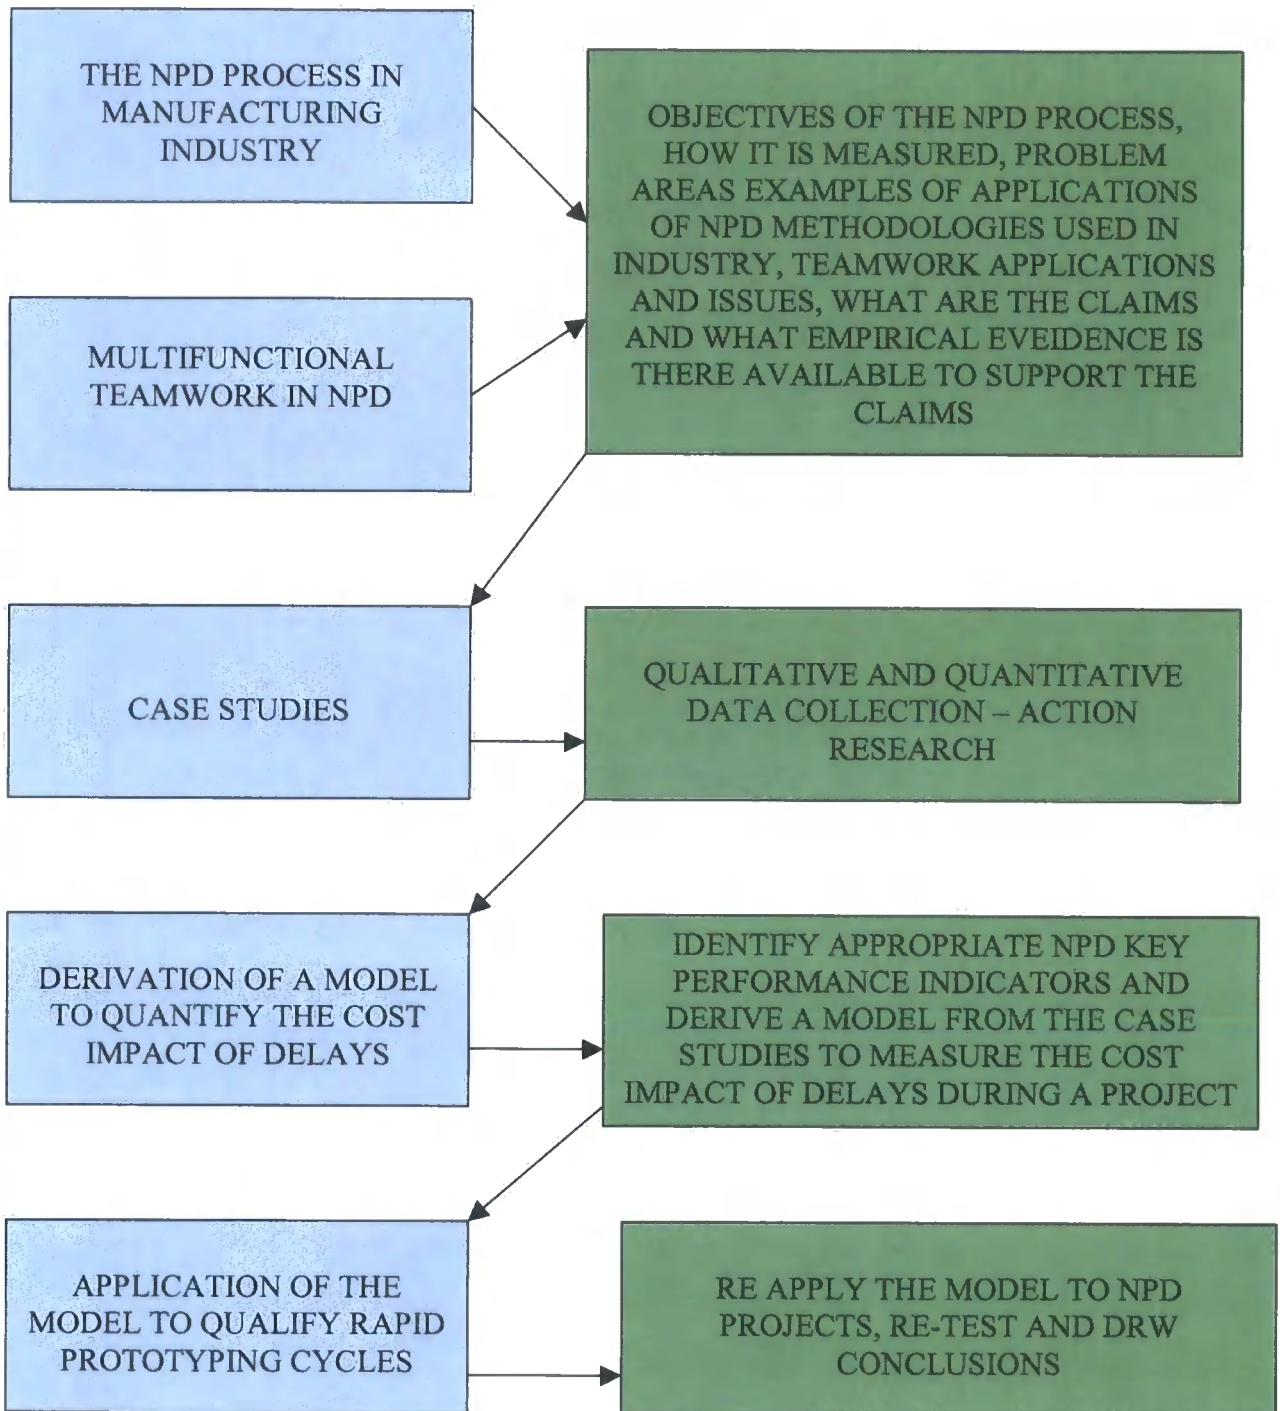 THE NPD PROCESS IN
MANUFACTURING
INDUSTRY
OBJECTIVES OF THE NPD PROCESS,
HOW IT IS MEASURED, PROBLEM
AREAS EXAMPLES OF APPLICATIONS
OF NPD METHODOLOGIES USED IN
INDUSTRY, TEAMWORK APPLICATIONS
AND ISSUES, WHAT ARE THE CLAIMS
AND WHAT EMPIRICAL EVEIDENCE IS
THERE AVAILABLE TO SUPPORT THE
CLAIMS
MULTIFUNCTIONAL
TEAMWORK IN NPD
CASE STUDIES
QUALITATIVE AND QUANTITATIVE
DATA COLLECTION – ACTION
RESEARCH
DERIVATION OF A MODEL
TO QUANTIFY THE COST
IMPACT OF DELAYS
IDENTIFY APPROPRIATE NPD KEY
PERFORMANCE INDICATORS AND
DERIVE A MODEL FROM THE CASE
STUDIES TO MEASURE THE COST
IMPACT OF DELAYS DURING A PROJECT
APPLICATION OF THE
MODEL TO QUALIFY RAPID
PROTOTYPING CYCLES
RE APPLY THE MODEL TO NPD
PROJECTS, RE-TEST AND DRW
CONCLUSIONS